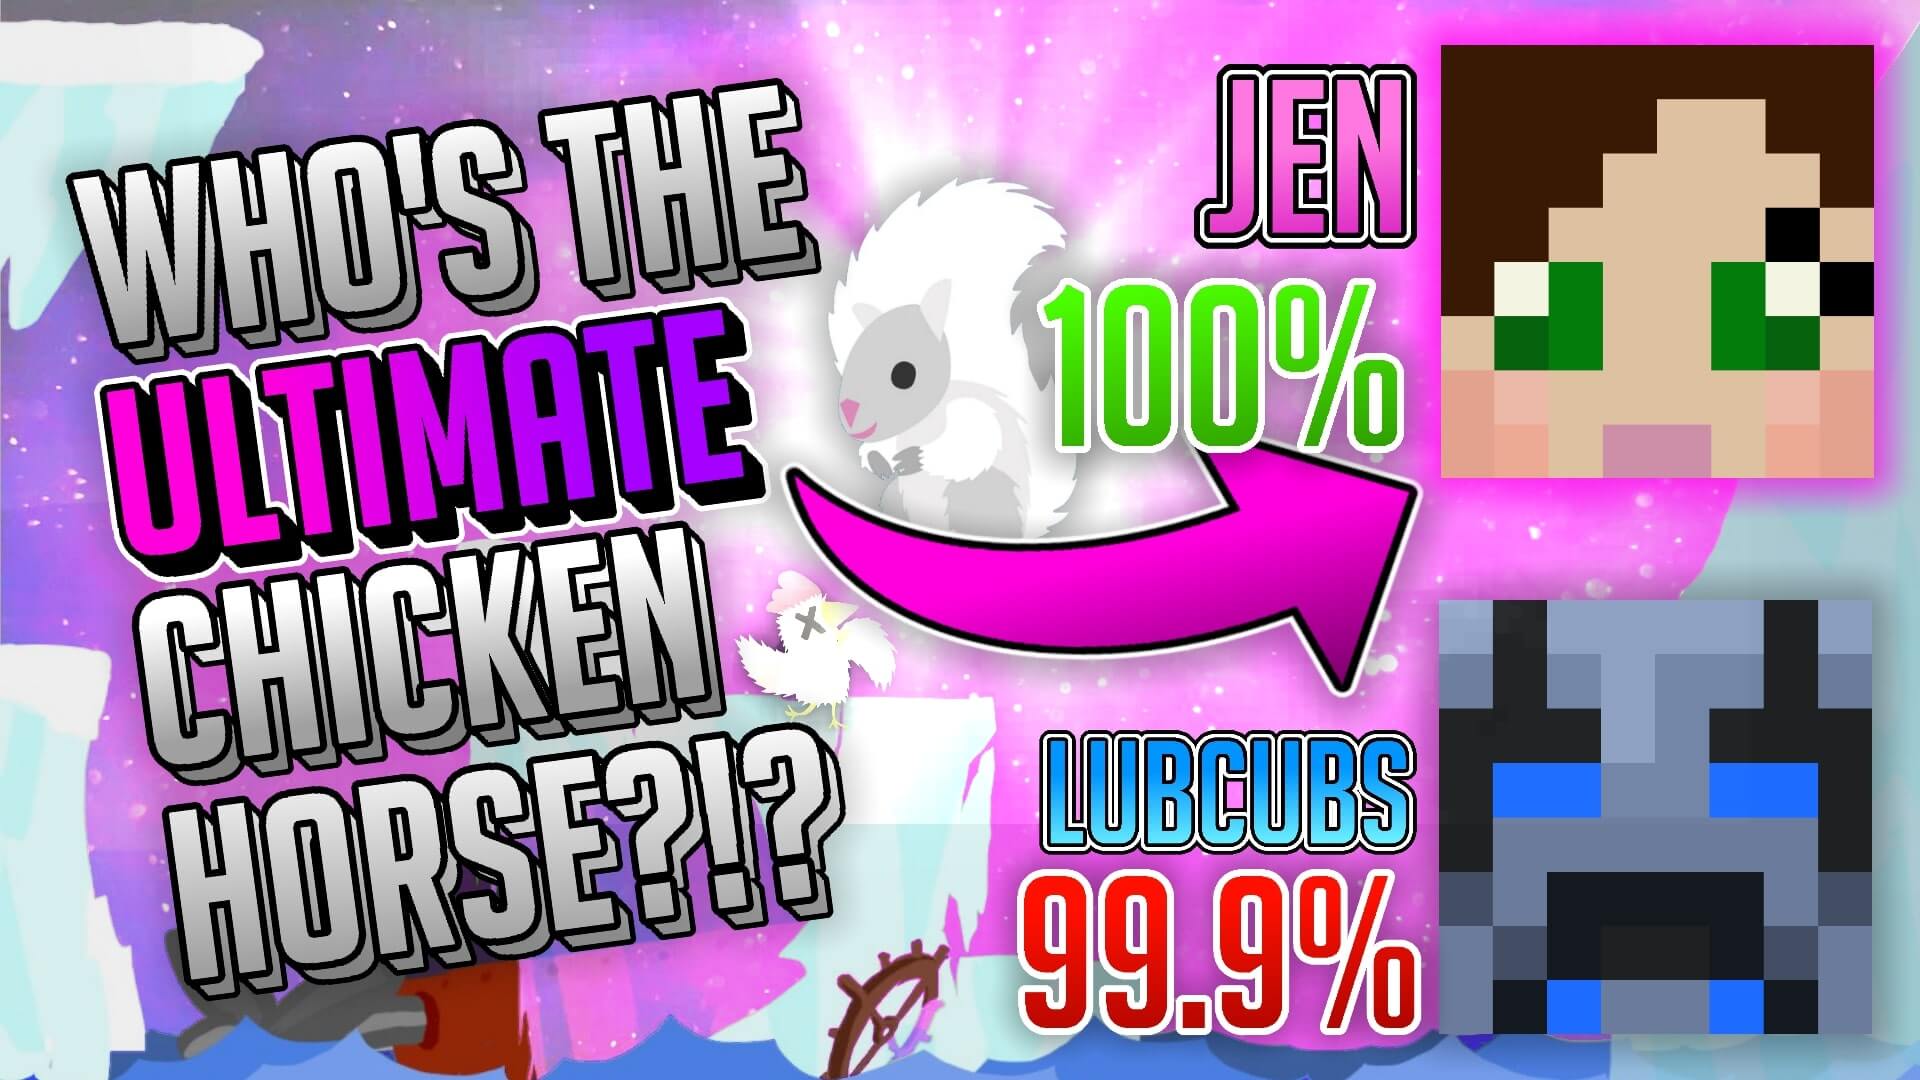 WHO'S THE
ULTIMATE
CHICKEN
HORSE?!?
JEN
100%
LUBCUBS
99.9%